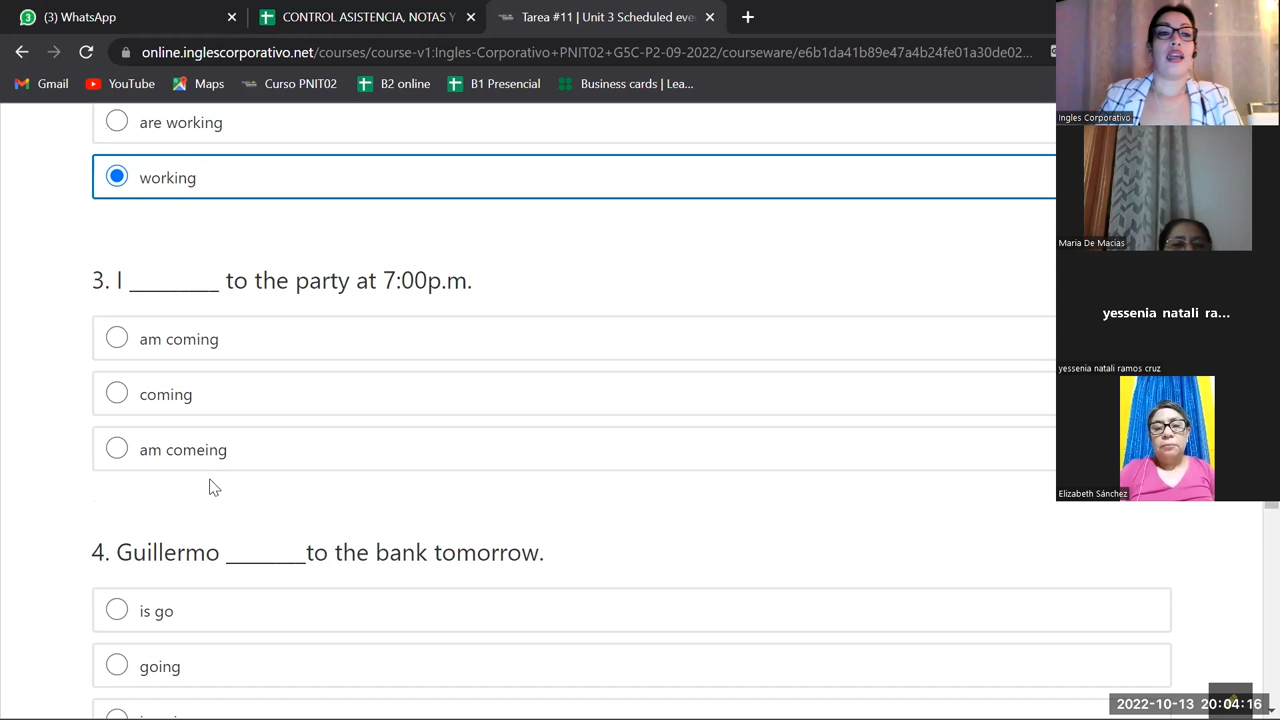 (3) WhatsApp
CONTROL ASISTENCIA, NOTAS Y
Tarea #11 | Unit 3 Scheduled eve
online.inglescorporativo.net/courses/course-v1:Inglescorporativo+PNIT02+G5C-P2-09-2022/courseware/
Gmail
YouTube
Maps
Curso PNIT02
B2 online
B1 Presencial
Business cards | Lea...
are working
working
3. I ________ to the party at 7:00p.m.
am coming
coming
am comeing
4. Guillermo _______to the bank tomorrow.
is go
going
Ingles Corporativo
Maria De Macias
yessenia natali ra...
yessenia natali ramos cruz
Elizabeth Sánchez
2022-10-13 20:04:16